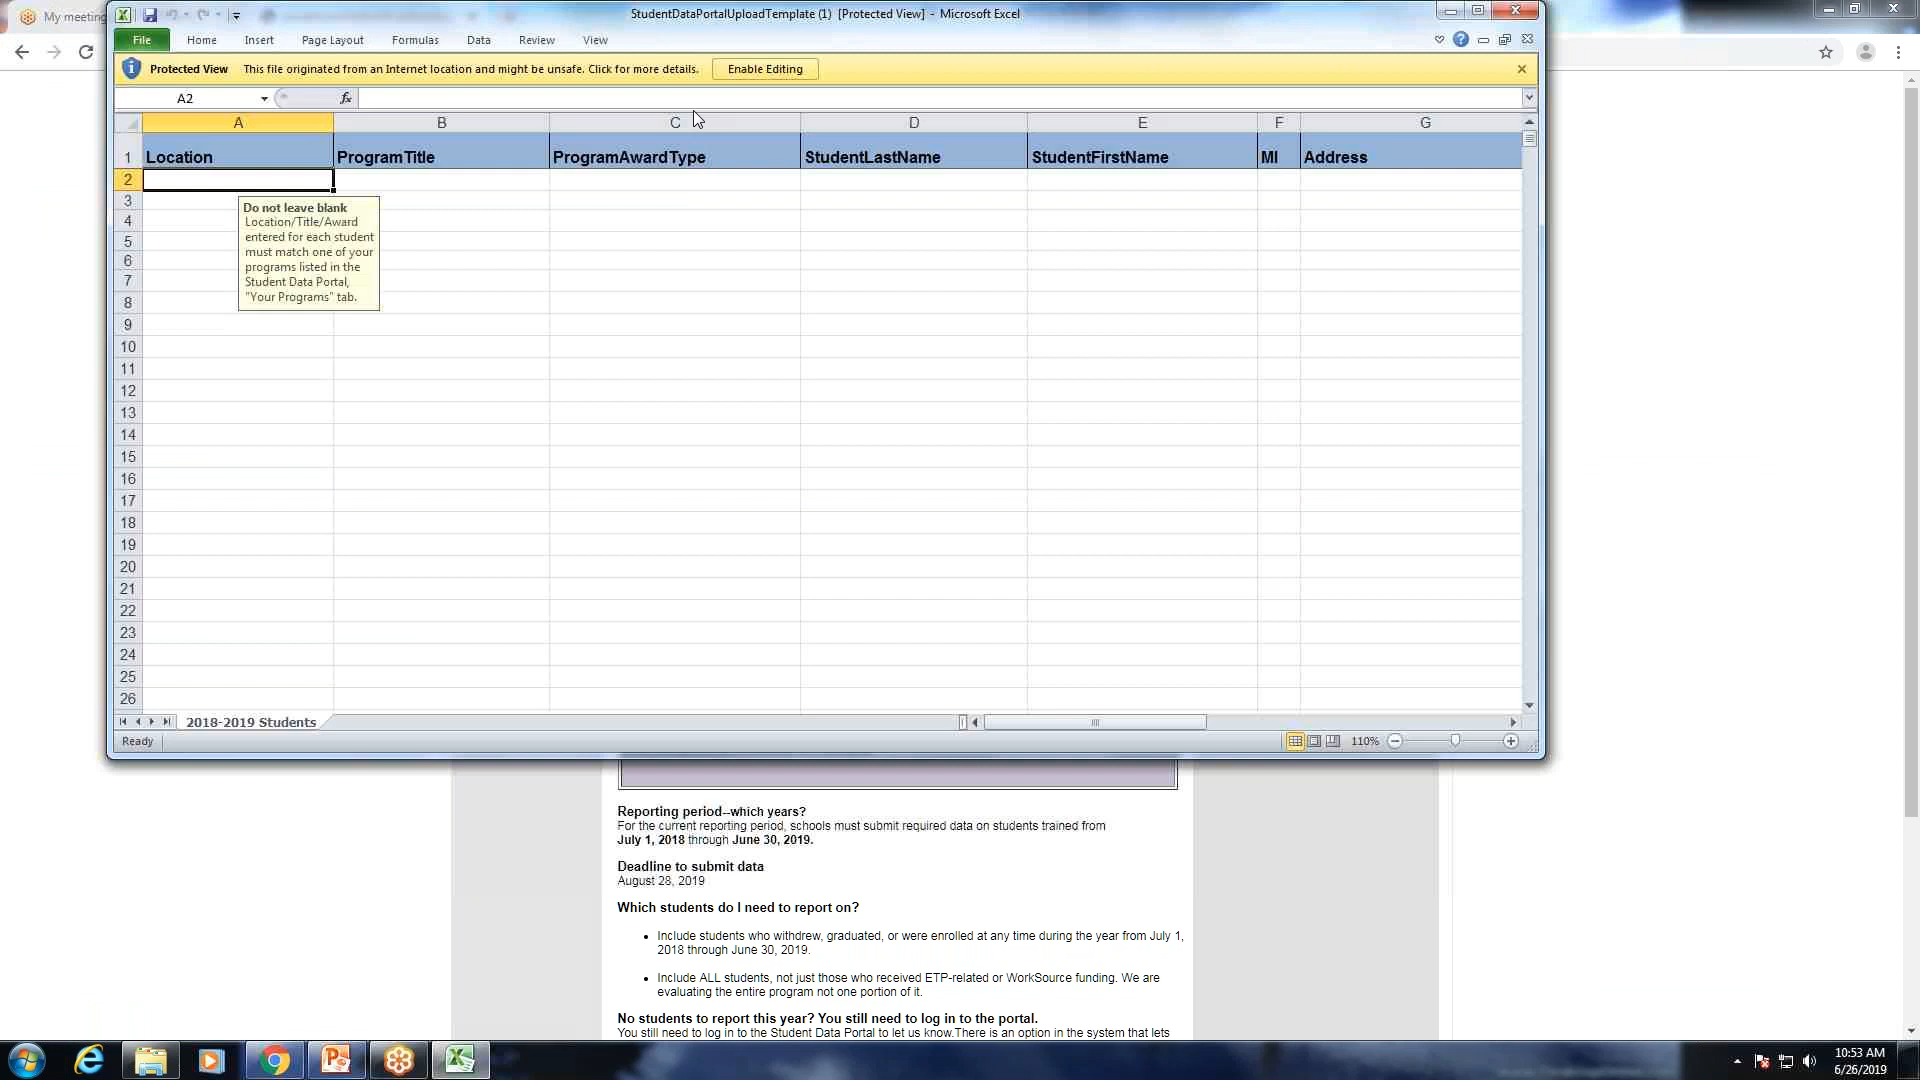 My meeting
StudentDataPortalUploadTemplate (1) [Protected View] - Microsoft Excel
File Home Insert Page Layout Formulas Data Review View
Protected View This file originated from an Internet location and might be unsafe. Click for more details. Enable Editing
A2 fx
A B C D E F G
1 Location ProgramTitle ProgramAwardType StudentLastName StudentFirstName MI Address
2
3
4
5
6
7
8
9
10
11
12
13
14
15
16
17
18
19
20
21
22
23
24
25
26
Do not leave blank
Location/Title/Award
entered for each student
must match one of your
programs listed in the
Student Data Portal,
"Your Programs" tab.
2018-2019 Students
Ready 110%
Reporting period--which years?
For the current reporting period, schools must submit required data on students trained from
July 1, 2018 through June 30, 2019.
Deadline to submit data
August 28, 2019
Which students do I need to report on?
• Include students who withdrew, graduated, or were enrolled at any time during the year from July 1,
2018 through June 30, 2019.
• Include ALL students, not just those who received ETP-related or WorkSource funding. We are
evaluating the entire program not one portion of it.
No students to report this year? You still need to log in to the portal.
You still need to log in to the Student Data Portal to let us know.There is an option in the system that lets
10:53 AM
6/26/2019